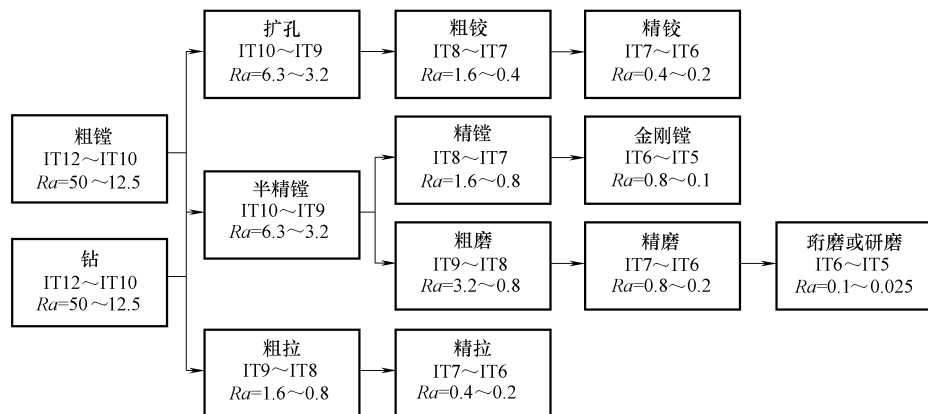 扩孔
IT10～IT9
Ra=6.3～3.2
粗铰
IT8～IT7
Ra=1.6～0.4
精铰
IT7～IT6
Ra=0.4～0.2
粗镗
IT12～IT10
Ra=50～12.5
精镗
IT8～IT7
Ra=1.6～0.8
金刚镗
IT6～IT5
Ra=0.8～0.1
半精镗
IT10～IT9
Ra=6.3～3.2
钻
IT12～IT10
Ra=50～12.5
粗磨
IT9～IT8
Ra=3.2～0.8
精磨
IT7～IT6
Ra=0.8～0.2
珩磨或研磨
IT6～IT5
Ra=0.1～0.025
粗拉
IT9～IT8
Ra=1.6～0.8
精拉
IT7～IT6
Ra=0.4～0.2